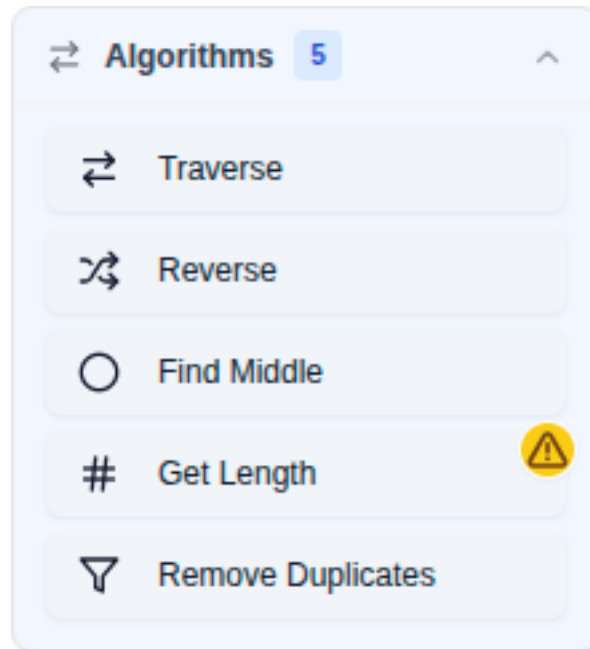 Algorithms 5
Traverse
Reverse
Find Middle
Get Length
Remove Duplicates